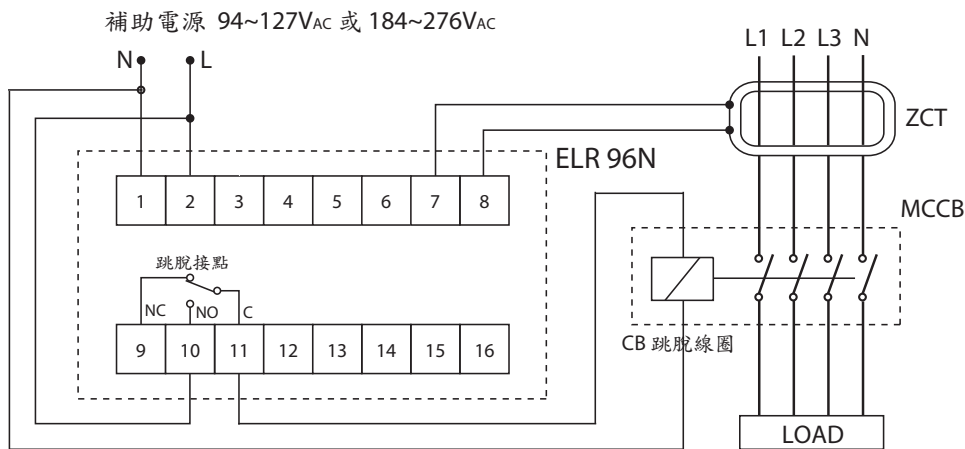 補助電源 94~127VAC 或 184~276VAC
N L
L1 L2 L3 N
ZCT
ELR 96N
1 2 3 4 5 6 7 8
MCCB
跳脫接點
NC NO C
CB 跳脫線圈
9 10 11 12 13 14 15 16
LOAD